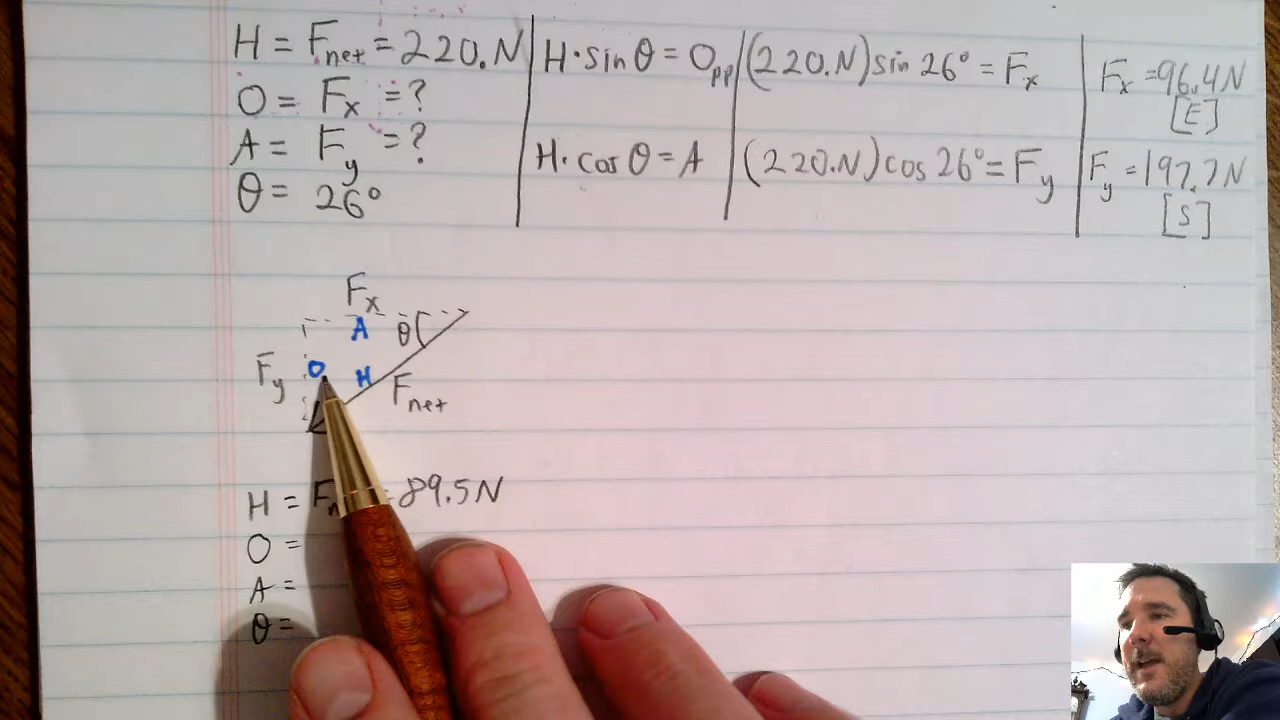 H = Fnet = 220. N
O = Fx = ?
A = Fy = ?
θ = 26°
H · sin θ = Opp
H · cos θ = A
(220. N) sin 26° = Fx
(220. N) cos 26° = Fy
Fx = 96.4 N
[E]
Fy = 197.7 N
[S]
Fx
A θ
Fy O H
Fnet
H = = 89.5 N
O =
A =
θ =